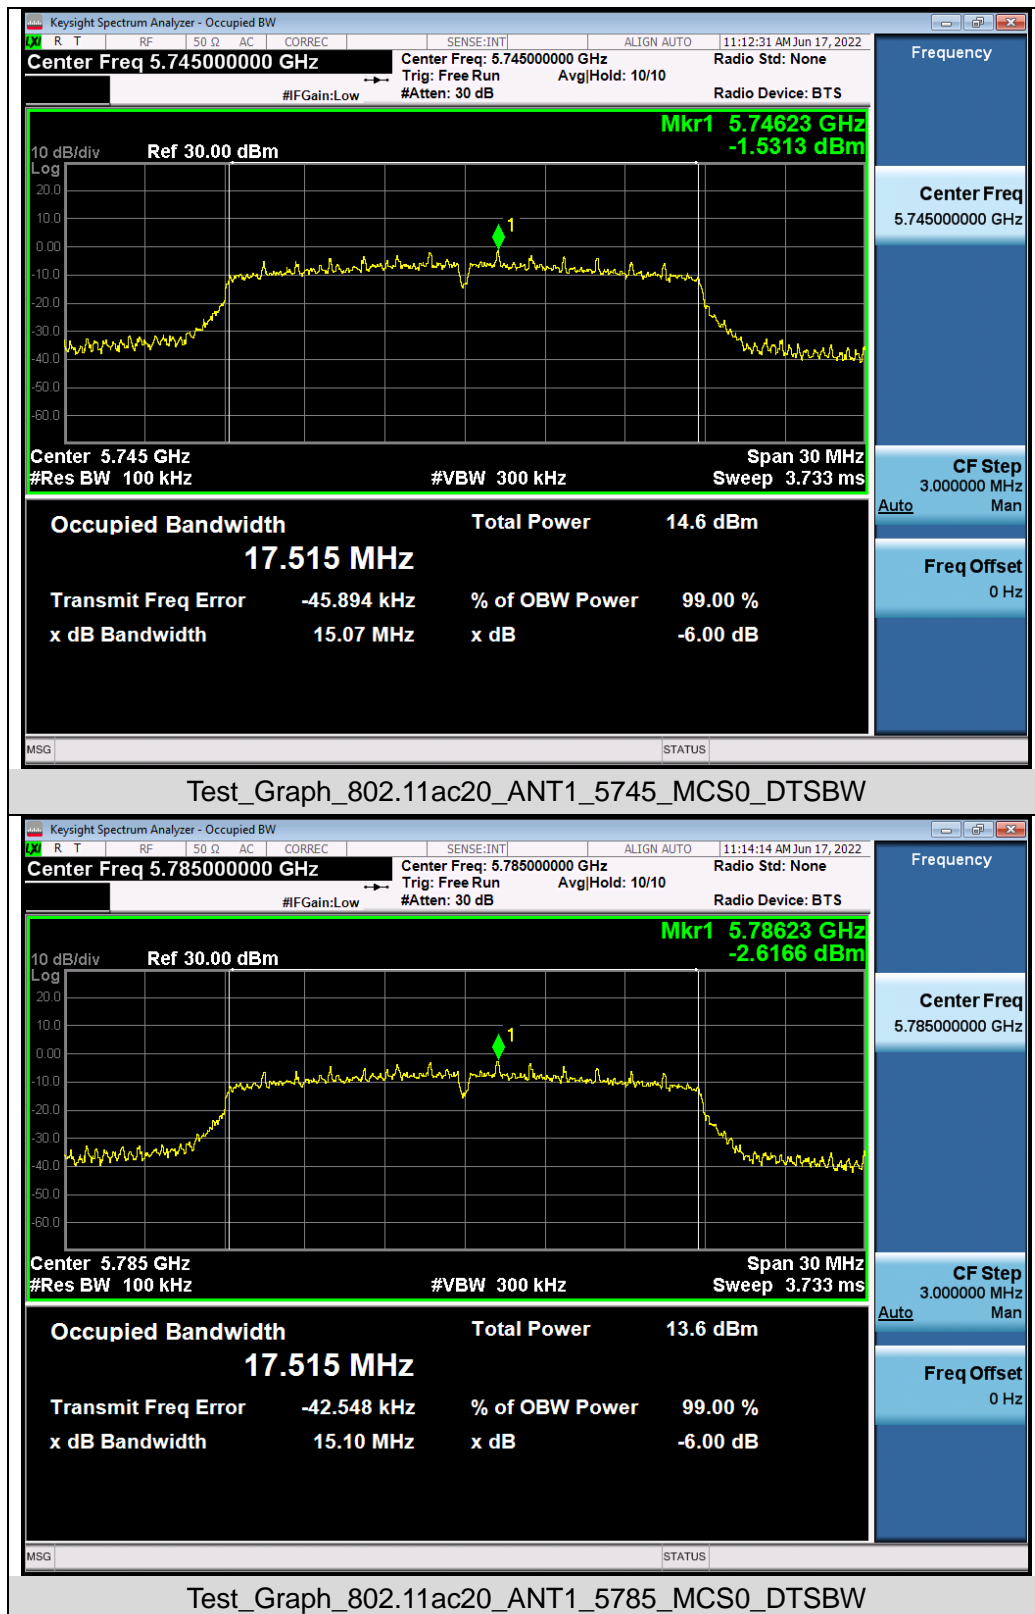 Keysight Spectrum Analyzer - Occupied BW
LXI R T RF 50 Ω AC CORREC SENSE:INT ALIGN AUTO 11:12:31 AM Jun 17, 2022
Center Freq 5.745000000 GHz
Center Freq: 5.745000000 GHz
Radio Std: None
Trig: Free Run Avg|Hold: 10/10
#IFGain:Low #Atten: 30 dB Radio Device: BTS
Frequency
Mkr1 5.74623 GHz
-1.5313 dBm
10 dB/div Ref 30.00 dBm
Log
20.0
10.0
0.00
-10.0
-20.0
-30.0
-40.0
-50.0
-60.0
1
Center Freq
5.745000000 GHz
Center 5.745 GHz Span 30 MHz
#Res BW 100 kHz #VBW 300 kHz Sweep 3.733 ms
CF Step
3.000000 MHz
Auto Man
Freq Offset
0 Hz
Occupied Bandwidth Total Power 14.6 dBm
17.515 MHz
Transmit Freq Error -45.894 kHz % of OBW Power 99.00 %
x dB Bandwidth 15.07 MHz x dB -6.00 dB
MSG STATUS
Test_Graph_802.11ac20_ANT1_5745_MCS0_DTSBW
Keysight Spectrum Analyzer - Occupied BW
LXI R T RF 50 Ω AC CORREC SENSE:INT ALIGN AUTO 11:14:14 AM Jun 17, 2022
Center Freq 5.785000000 GHz
Center Freq: 5.785000000 GHz
Radio Std: None
Trig: Free Run Avg|Hold: 10/10
#IFGain:Low #Atten: 30 dB Radio Device: BTS
Frequency
Mkr1 5.78623 GHz
-2.6166 dBm
10 dB/div Ref 30.00 dBm
Log
20.0
10.0
0.00
-10.0
-20.0
-30.0
-40.0
-50.0
-60.0
1
Center Freq
5.785000000 GHz
Center 5.785 GHz Span 30 MHz
#Res BW 100 kHz #VBW 300 kHz Sweep 3.733 ms
CF Step
3.000000 MHz
Auto Man
Freq Offset
0 Hz
Occupied Bandwidth Total Power 13.6 dBm
17.515 MHz
Transmit Freq Error -42.548 kHz % of OBW Power 99.00 %
x dB Bandwidth 15.10 MHz x dB -6.00 dB
MSG STATUS
Test_Graph_802.11ac20_ANT1_5785_MCS0_DTSBW